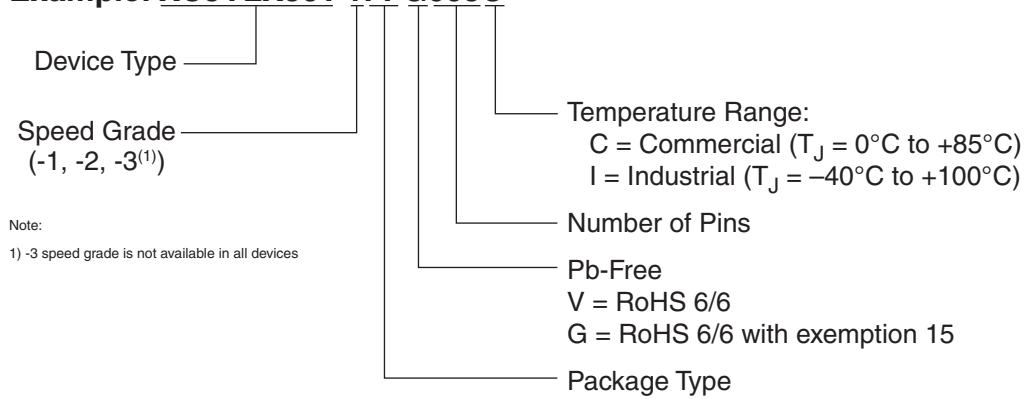 Device Type
Speed Grade
(-1, -2, -3(1))
Temperature Range:
C = Commercial (TJ = 0°C to +85°C)
I = Industrial (TJ = –40°C to +100°C)
Number of Pins
Note:
1) -3 speed grade is not available in all devices
Pb-Free
V = RoHS 6/6
G = RoHS 6/6 with exemption 15
Package Type